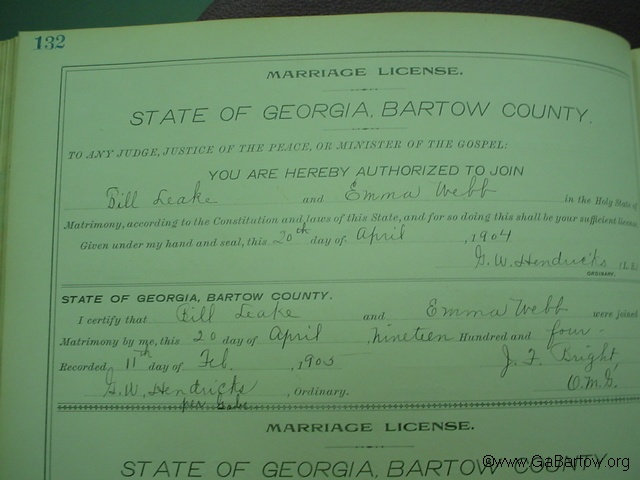 132
MARRIAGE LICENSE.
STATE OF GEORGIA, BARTOW COUNTY.
TO ANY JUDGE, JUSTICE OF THE PEACE, OR MINISTER OF THE GOSPEL:
YOU ARE HEREBY AUTHORIZED TO JOIN
Bill Leake and Emma Webb in the Holy State of
Matrimony, according to the Constitution and laws of this State, and for so doing this shall be your sufficient license.
Given under my hand and seal, this 20th day of April, 1904
G. W. Hendricks (L.S.
ORDINARY.
STATE OF GEORGIA, BARTOW COUNTY.
I certify that Bill Leake and Emma Webb were joined
Matrimony by me, this 20 day of April, Nineteen Hundred and four
Recorded, 11th day of Feb., 1905 J. F. Knight,
G. W. Hendricks, Ordinary. O.M.G.
per
MARRIAGE LICENSE.
STATE OF GEORGIA, BARTOW COUNTY.
©www.GaBartow.org